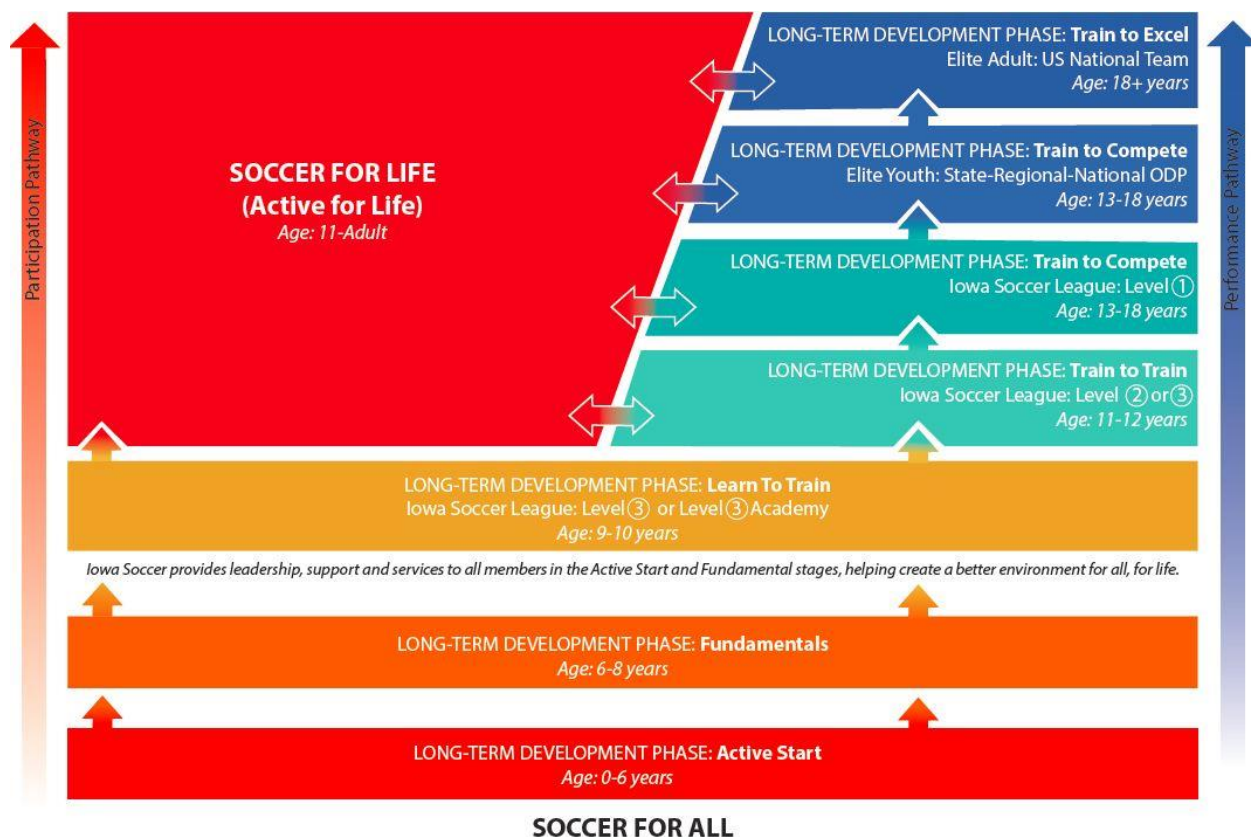 Participation Pathway
SOCCER FOR LIFE
(Active for Life)
Age: 11-Adult
LONG-TERM DEVELOPMENT PHASE: Train to Excel
Elite Adult: US National Team
Age: 18+ years
LONG-TERM DEVELOPMENT PHASE: Train to Compete
Elite Youth: State-Regional-National ODP
Age: 13-18 years
LONG-TERM DEVELOPMENT PHASE: Train to Compete
Iowa Soccer League: Level ①
Age: 13-18 years
LONG-TERM DEVELOPMENT PHASE: Train to Train
Iowa Soccer League: Level ② or ③
Age: 11-12 years
Performance Pathway
LONG-TERM DEVELOPMENT PHASE: Learn To Train
Iowa Soccer League: Level ③ or Level ③ Academy
Age: 9-10 years
Iowa Soccer provides leadership, support and services to all members in the Active Start and Fundamental stages, helping create a better environment for all, for life.
LONG-TERM DEVELOPMENT PHASE: Fundamentals
Age: 6-8 years
LONG-TERM DEVELOPMENT PHASE: Active Start
Age: 0-6 years
SOCCER FOR ALL